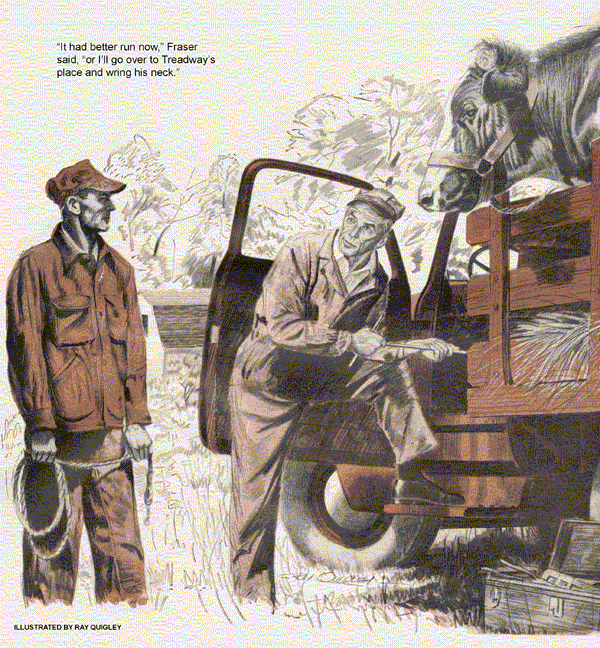 “It had better run now,” Fraser
said, “or I’ll go over to Treadway’s
place and wring his neck.”
ILLUSTRATED BY RAY QUIGLEY